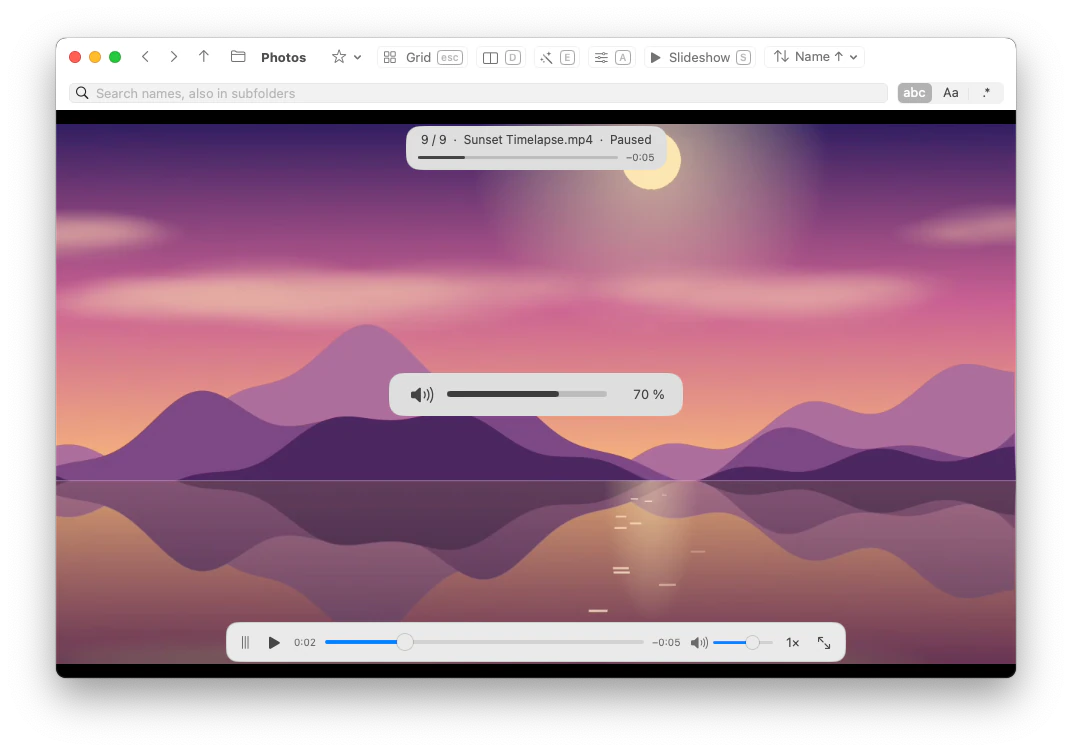 Photos Grid esc D E A Slideshow S Name ↑
Search names, also in subfolders abc Aa .*
9 / 9 · Sunset Timelapse.mp4 · Paused
−0:05
70 %
0:02 −0:05 1×